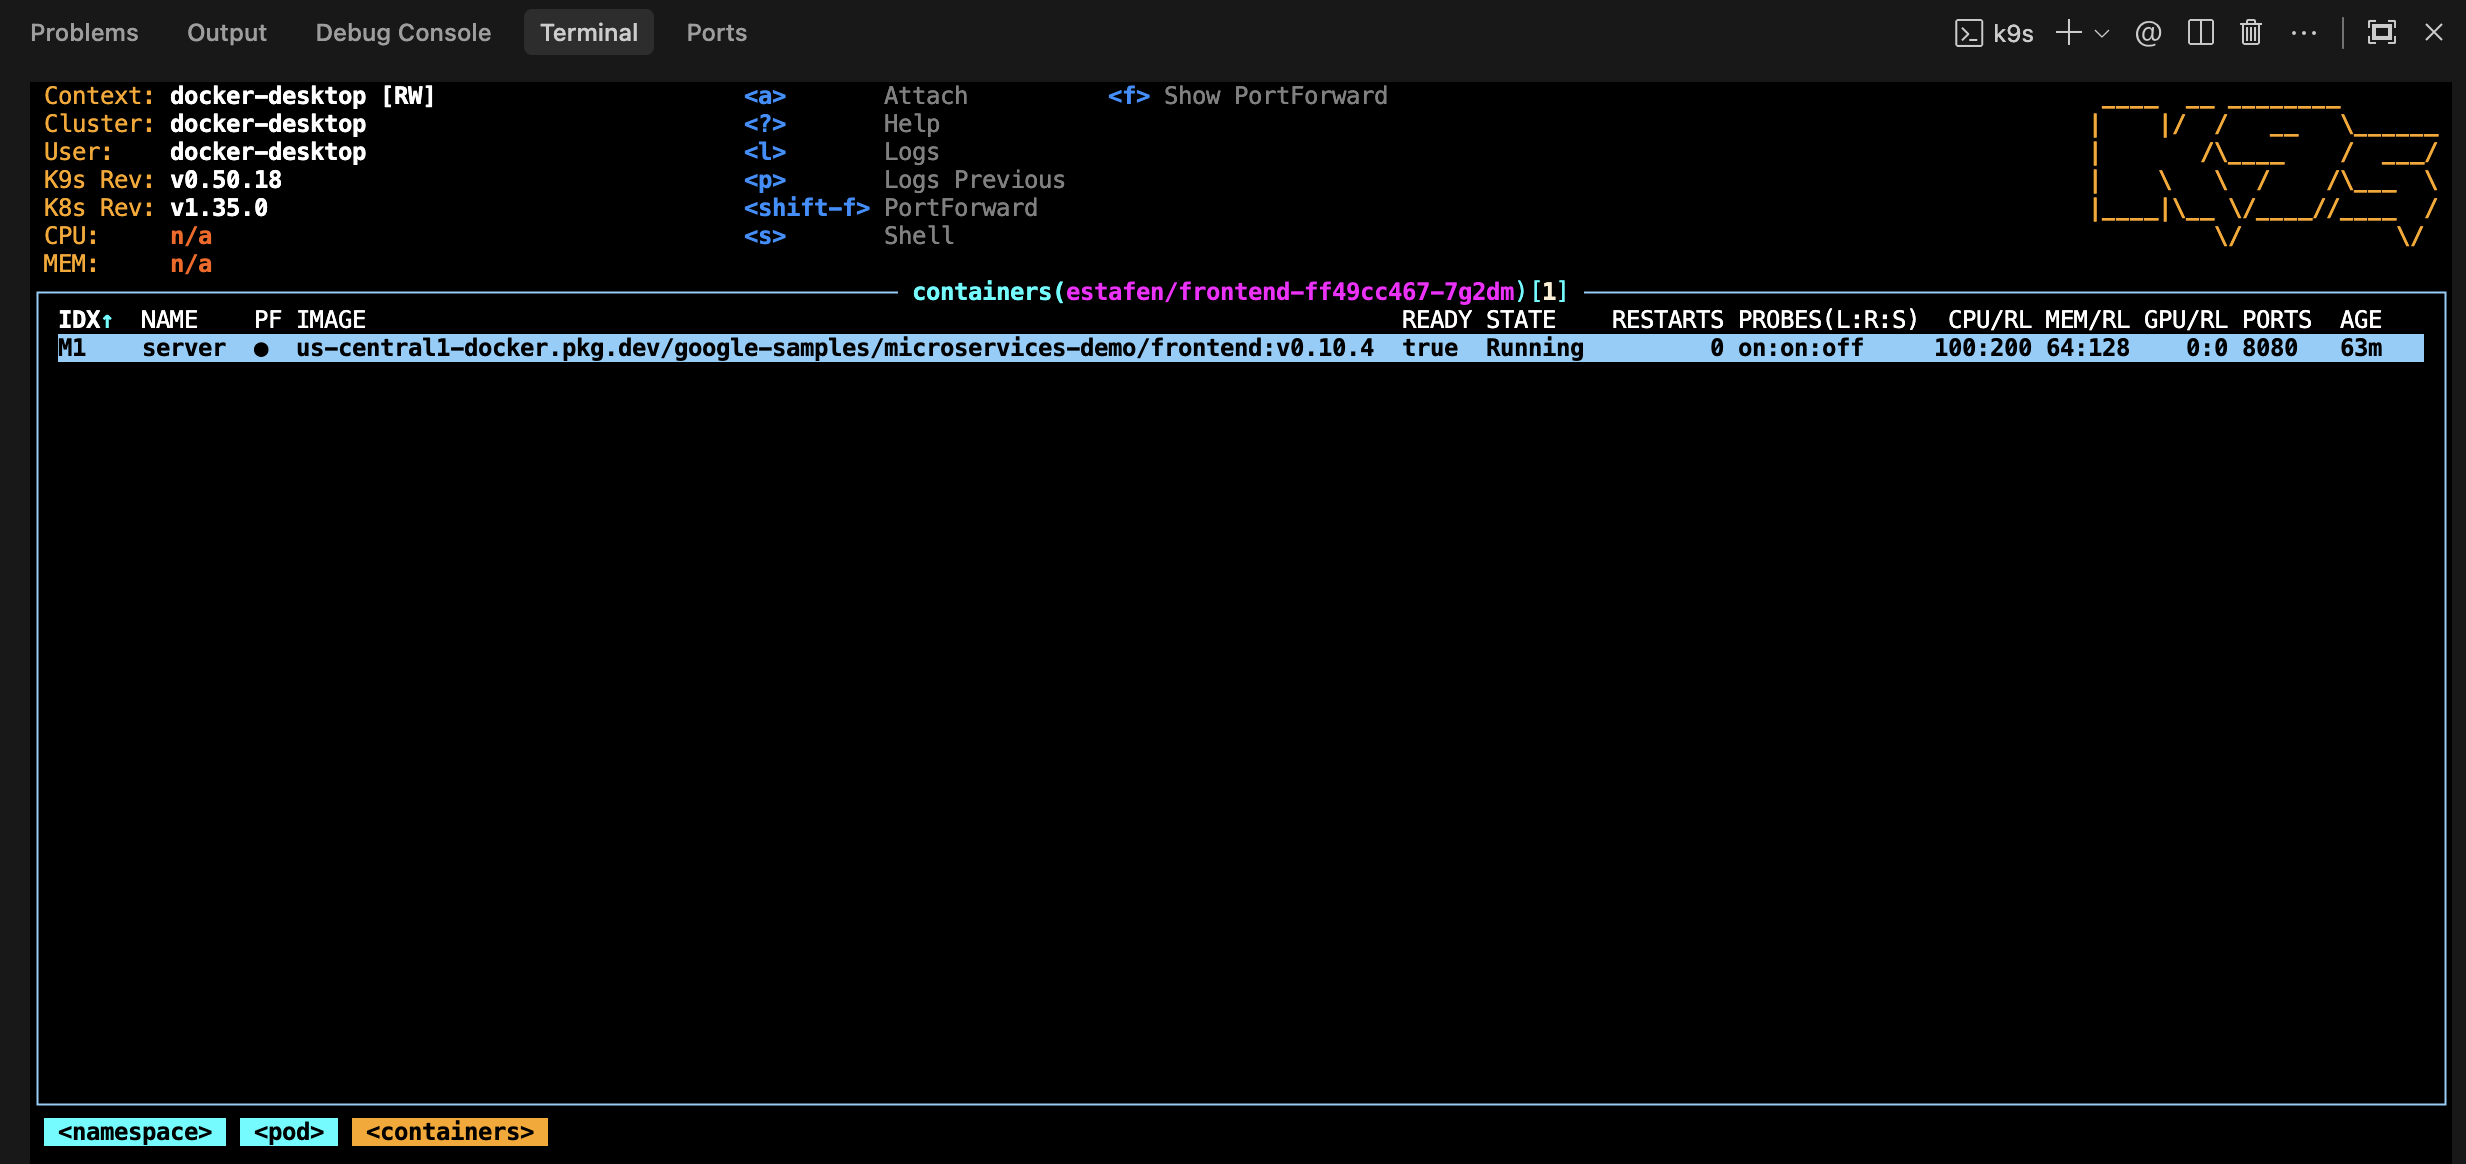 Problems Output Debug Console Terminal Ports k9s
Context: docker-desktop [RW] <a> Attach <f> Show PortForward
Cluster: docker-desktop <?> Help
User: docker-desktop <l> Logs
K9s Rev: v0.50.18 <p> Logs Previous
K8s Rev: v1.35.0 <shift-f> PortForward
CPU: n/a <s> Shell
MEM: n/a
containers(estafen/frontend-ff49cc467-7g2dm)[1]
IDX↑ NAME PF IMAGE READY STATE RESTARTS PROBES(L:R:S) CPU/RL MEM/RL GPU/RL PORTS AGE
M1 server ● us-central1-docker.pkg.dev/google-samples/microservices-demo/frontend:v0.10.4 true Running 0 on:on:off 100:200 64:128 0:0 8080 63m
<namespace> <pod> <containers>